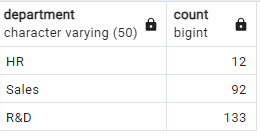 department count
character varying (50) bigint
HR 12
Sales 92
R&D 133